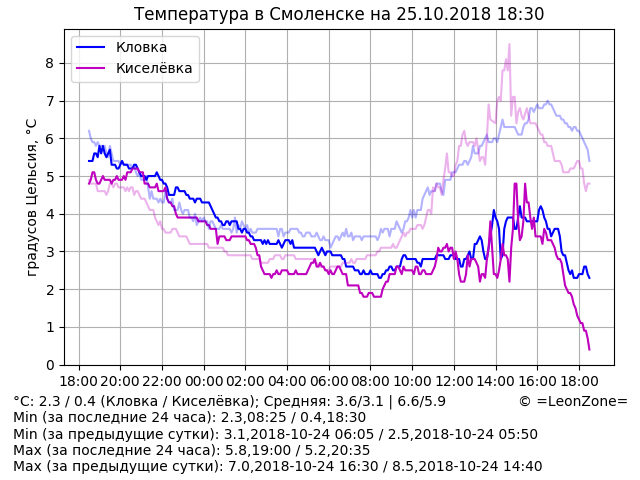 Температура в Смоленске на 25.10.2018 18:30
Кловка
Киселёвка
градусов Цельсия, °C
8
7
6
5
4
3
2
1
0
18:00 20:00 22:00 00:00 02:00 04:00 06:00 08:00 10:00 12:00 14:00 16:00 18:00
°C: 2.3 / 0.4 (Кловка / Киселёвка); Средняя: 3.6/3.1 | 6.6/5.9 © =LeonZone=
Min (за последние 24 часа): 2.3,08:25 / 0.4,18:30
Min (за предыдущие сутки): 3.1,2018-10-24 06:05 / 2.5,2018-10-24 05:50
Max (за последние 24 часа): 5.8,19:00 / 5.2,20:35
Max (за предыдущие сутки): 7.0,2018-10-24 16:30 / 8.5,2018-10-24 14:40